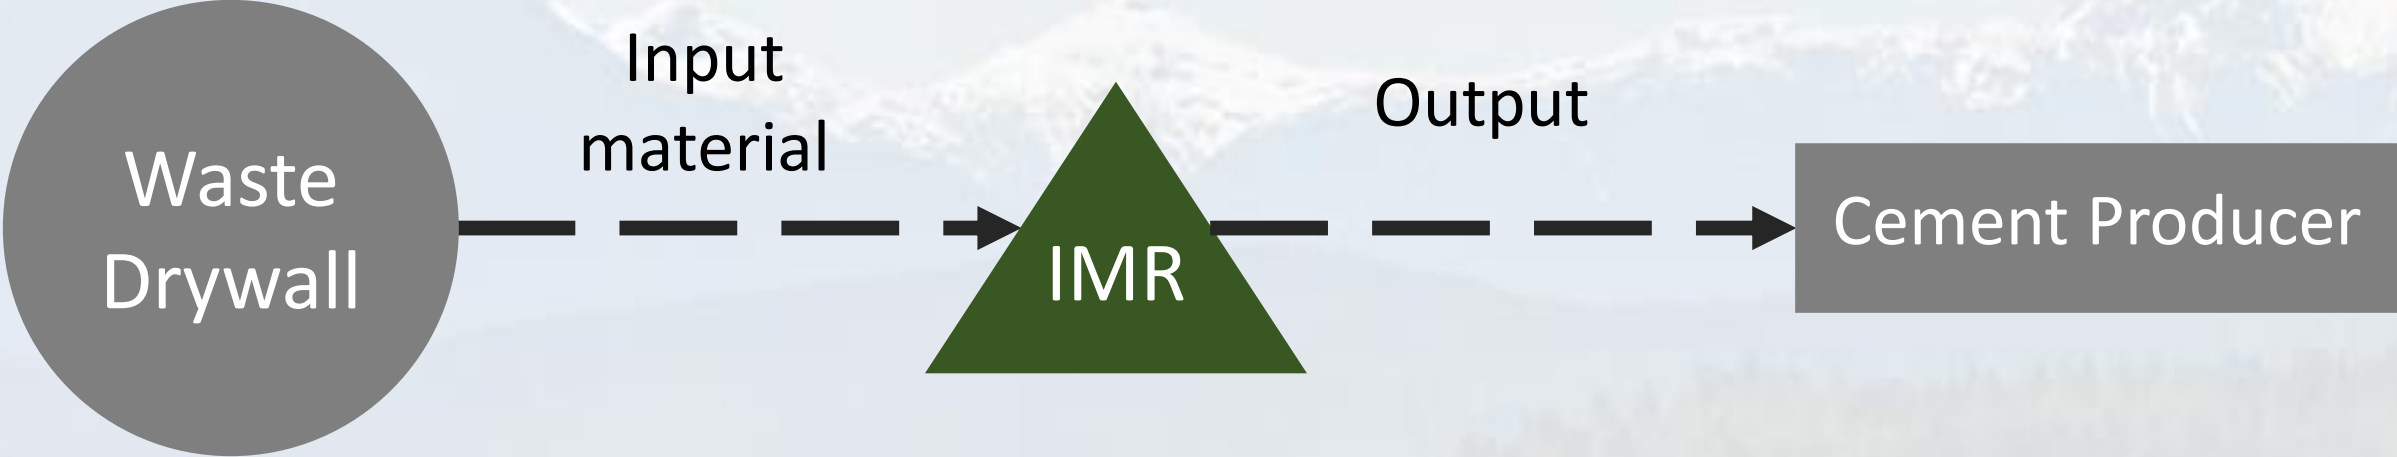 Waste
Drywall
Input
material
IMR
Output
Cement Producer